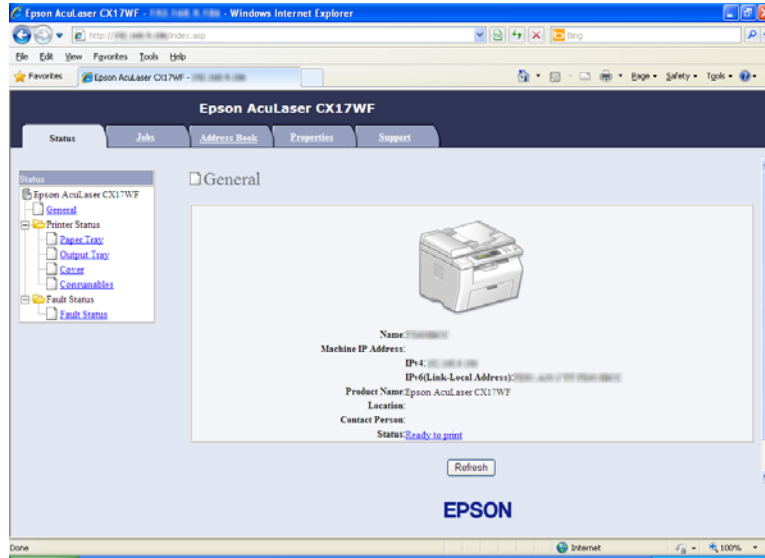 Epson AcuLaser CX17WF - Windows Internet Explorer
http:// /index.asp
Bing
File Edit View Favorites Tools Help
Favorites Epson AcuLaser CX17WF - Page Safety Tools
Epson AcuLaser CX17WF
Status Jobs Address Book Properties Support
Status
Epson AcuLaser CX17WF
General
Printer Status
Paper Tray
Output Tray
Cover
Consumables
Fault Status
Fault Status
General
Name:
Machine IP Address:
IPv4:
IPv6(Link-Local Address):
Product Name:Epson AcuLaser CX17WF
Location:
Contact Person:
Status:Ready to print
Refresh
EPSON
Done Internet 100%